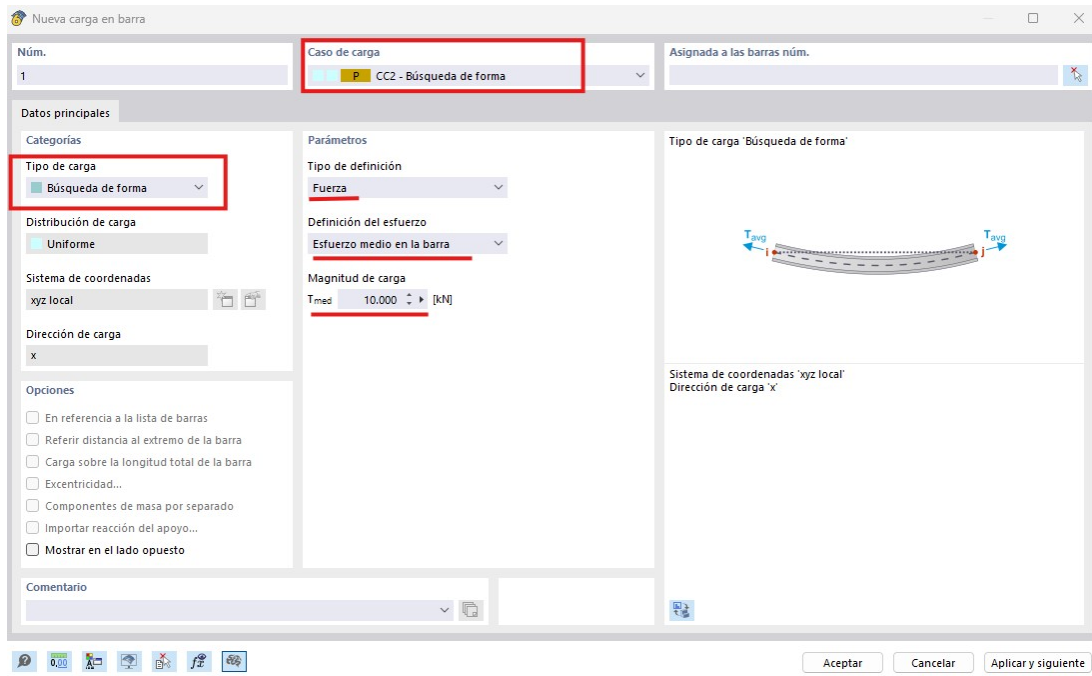 Nueva carga en barra
Núm.
1
Caso de carga
P CC2 - Búsqueda de forma
Asignada a las barras núm.
Datos principales
Categorías
Tipo de carga
Búsqueda de forma
Distribución de carga
Uniforme
Sistema de coordenadas
xyz local
Dirección de carga
x
Opciones
En referencia a la lista de barras
Referir distancia al extremo de la barra
Carga sobre la longitud total de la barra
Excentricidad...
Componentes de masa por separado
Importar reacción del apoyo...
Mostrar en el lado opuesto
Parámetros
Tipo de definición
Fuerza
Definición del esfuerzo
Esfuerzo medio en la barra
Magnitud de carga
Tmed 10.000 [kN]
Tipo de carga 'Búsqueda de forma'
Tavg Tavg
i j
Sistema de coordenadas 'xyz local'
Dirección de carga 'x'
Comentario
0,00
Aceptar Cancelar Aplicar y siguiente